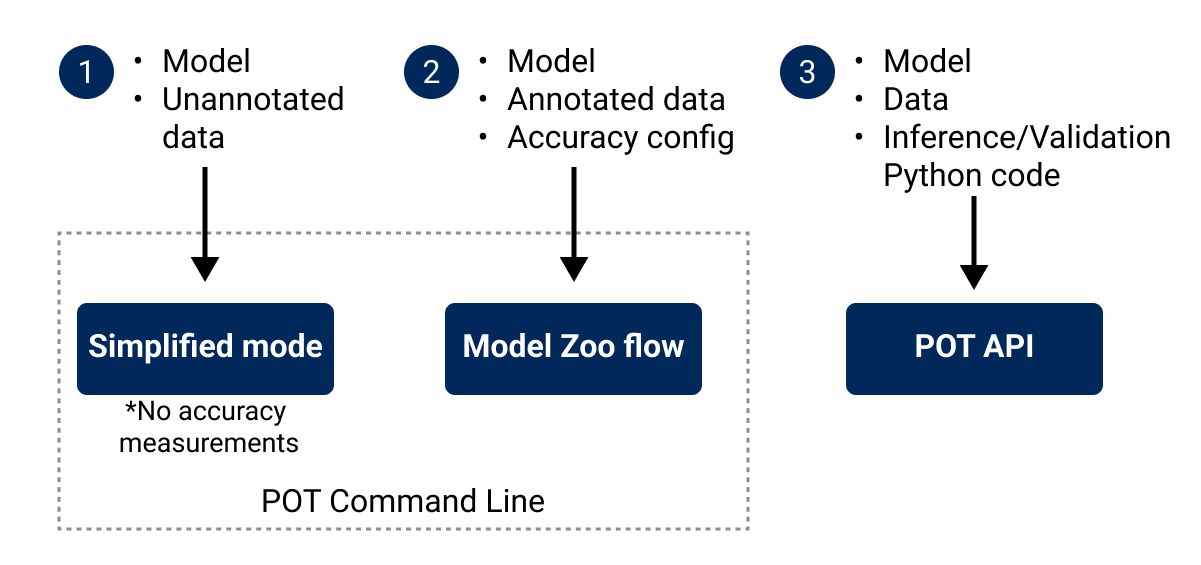 1
• Model
• Unannotated
data
2
• Model
• Annotated data
• Accuracy config
3
• Model
• Data
• Inference/Validation
Python code
Simplified mode
*No accuracy
measurements
Model Zoo flow
POT API
POT Command Line